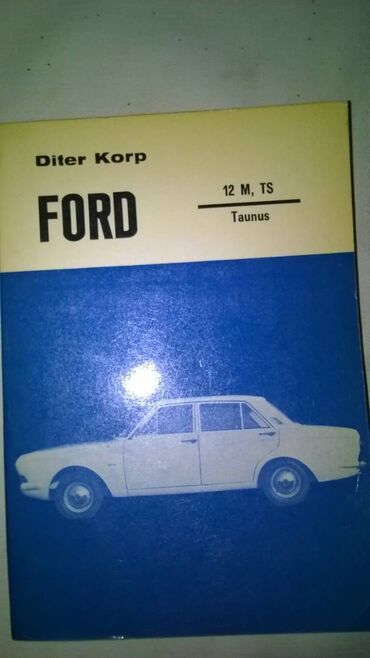 Diter Korp
FORD
12 M, TS
Taunus